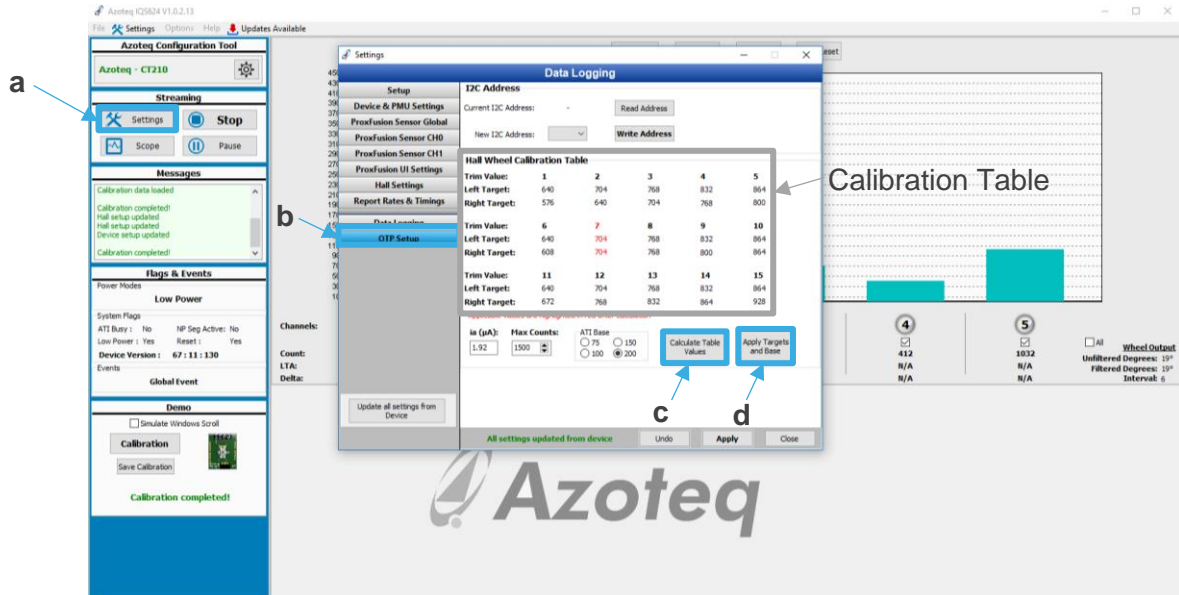 Azoteq IQS624 V1.0.2.13
File Settings Options Help Updates Available
Azoteq Configuration Tool
Azoteq - CT210
Streaming
Settings Stop
Scope Pause
Messages
Calibration data loaded
Calibration completed!
Hall setup updated
Hall setup updated
Device setup updated
Calibration completed!
Flags & Events
Power Modes
Low Power
System Flags
ATI Busy : No NP Seg Active: No
Low Power : Yes Reset : Yes
Device Version : 67 : 11 : 130
Events
Global Event
Demo
Simulate Windows Scroll
Calibration
Save Calibration
Calibration completed!
a
b
c
d
Settings
Data Logging
Setup
Device & PMU Settings
ProxFusion Sensor Global
ProxFusion Sensor CH0
ProxFusion Sensor CH1
ProxFusion UI Settings
Hall Settings
Report Rates & Timings
Data Logging
OTP Setup
Update all settings from
Device
I2C Address
Current I2C Address: - Read Address
New I2C Address: Write Address
Hall Wheel Calibration Table
Trim Value: 1 2 3 4 5
Left Target: 640 704 768 832 864
Right Target: 576 640 704 768 800
Trim Value: 6 7 8 9 10
Left Target: 640 704 768 832 864
Right Target: 608 704 768 800 864
Trim Value: 11 12 13 14 15
Left Target: 640 704 768 832 864
Right Target: 672 768 832 864 928
Calibration Table
ia (µA): Max Counts: ATI Base
1.92 1500 75 150
100 200
Calculate Table
Values
Apply Targets
and Base
All settings updated from device Undo Apply Close
Channels: 4 5
All Wheel Output
Count: 412 1032 Unfiltered Degrees: 19°
LTA: N/A N/A Filtered Degrees: 19°
Delta: N/A N/A Interval: 6
Azoteq